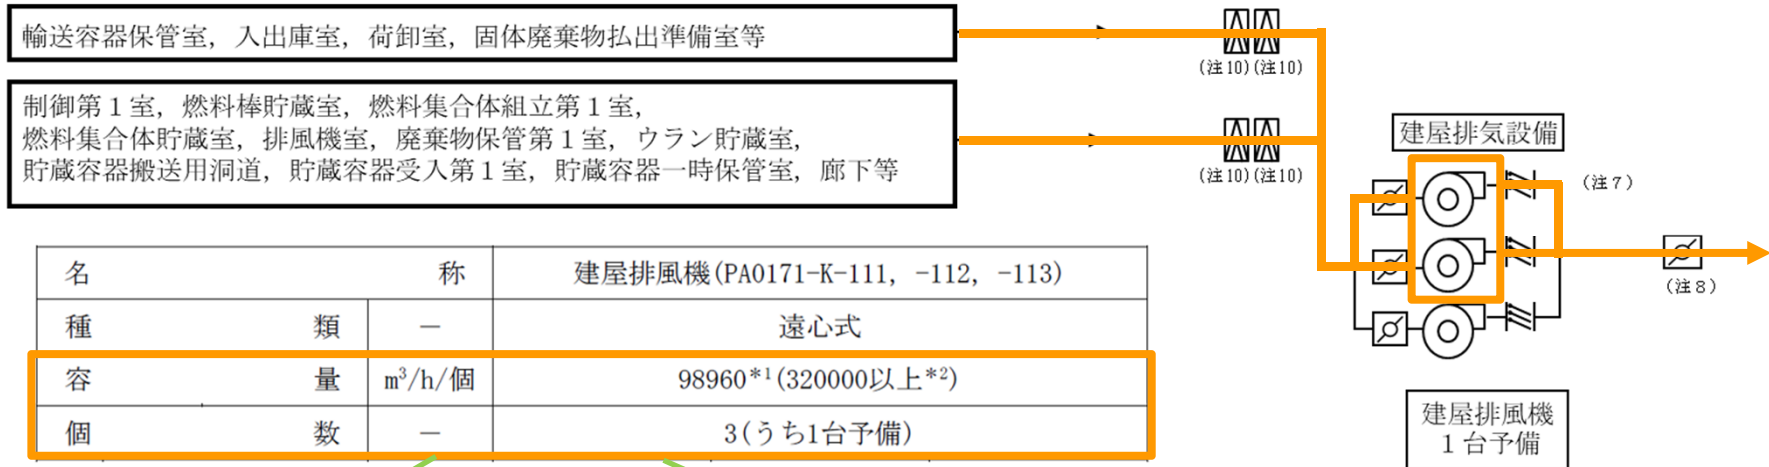 輸送容器保管室，入出庫室，荷卸室，固体廃棄物払出準備室等
(注10)(注10)
制御第１室，燃料棒貯蔵室，燃料集合体組立第１室，
燃料集合体貯蔵室，排風機室，廃棄物保管第１室，ウラン貯蔵室，
貯蔵容器搬送用洞道，貯蔵容器受入第１室，貯蔵容器一時保管室，廊下等
(注10)(注10)
建屋排気設備
(注７)
(注８)
建屋排風機
１台予備
名称 建屋排風機(PA0171-K-111, -112, -113)
種類 － 遠心式
容量 m³/h/個 98960*1(320000以上*2)
個数 － 3(うち1台予備)